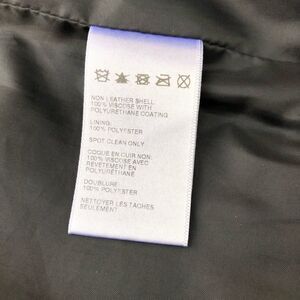 NON LEATHER SHELL:
100% VISCOSE WITH
POLYURETHANE COATING
LINING:
100% POLYESTER
SPOT CLEAN ONLY
COQUE EN CUIR NON:
100% VISCOSE AVEC
REVETEMENT EN
POLYURÉTHANE
DOUBLURE:
100% POLYESTER
NETTOYER LES TACHES
SEULEMENT